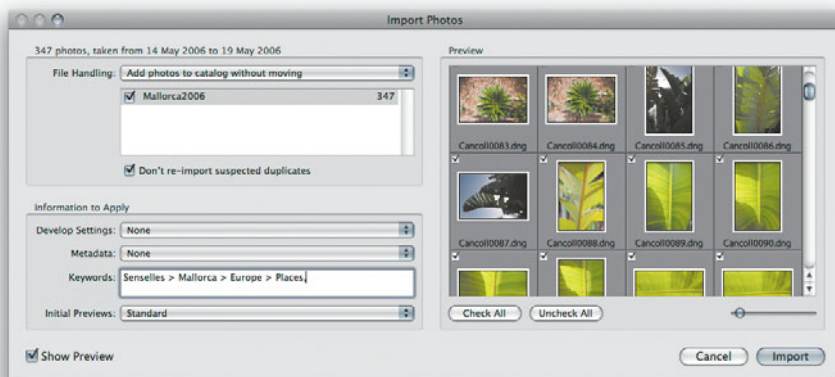 Import Photos
347 photos, taken from 14 May 2006 to 19 May 2006
File Handling: Add photos to catalog without moving
Mallorca2006 347
Don't re-import suspected duplicates
Information to Apply
Develop Settings: None
Metadata: None
Keywords: Senselles > Mallorca > Europe > Places,
Initial Previews: Standard
Show Preview
Preview
Cancoll0083.dng Cancoll0084.dng Cancoll0085.dng Cancoll0086.dng
Cancoll0087.dng Cancoll0088.dng Cancoll0089.dng Cancoll0090.dng
Check All Uncheck All
Cancel Import